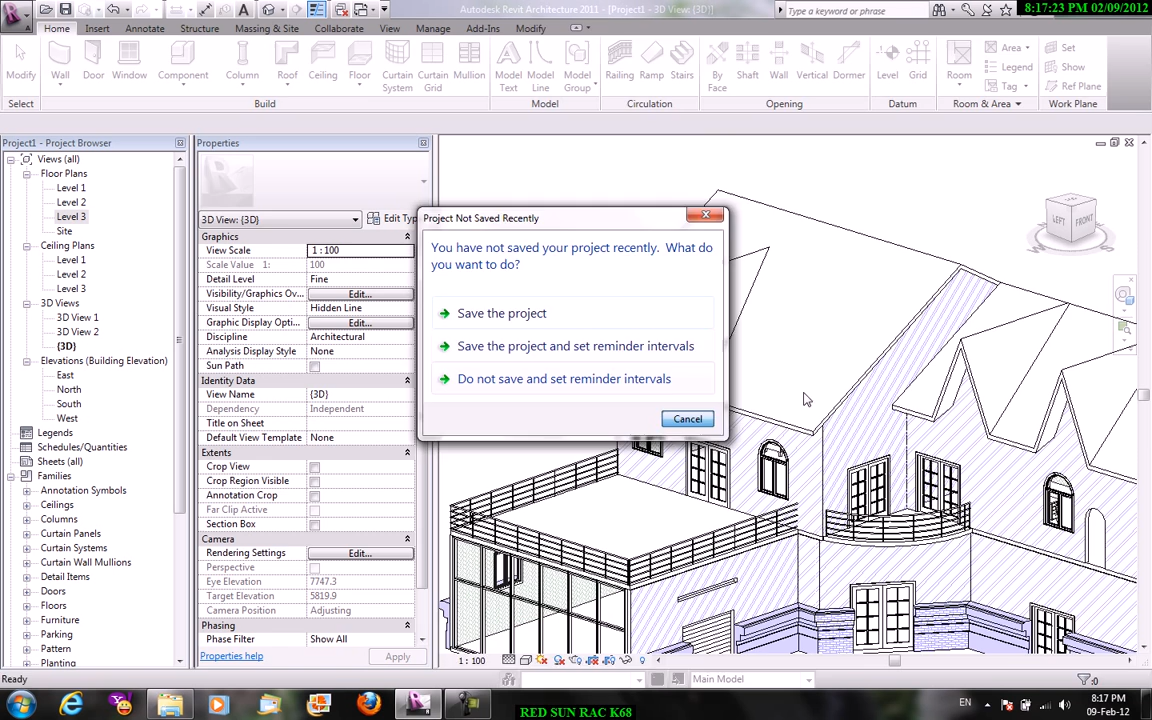 Autodesk Revit Architecture 2011 - [Project1 - 3D View: {3D}]
Type a keyword or phrase
8:17:23 PM 02/09/2012
Home Insert Annotate Structure Massing & Site Collaborate View Manage Add-Ins Modify
Modify Wall Door Window Component Column Roof Ceiling Floor Curtain System Curtain Grid Mullion Model Text Model Line Model Group Railing Ramp Stairs By Face Shaft Wall Vertical Dormer Level Grid Room Area Legend Tag Set Show Ref Plane
Select Build Model Circulation Opening Datum Room & Area Work Plane
Project1 - Project Browser
Views (all)
Floor Plans
Level 1
Level 2
Level 3
Site
Ceiling Plans
Level 1
Level 2
Level 3
3D Views
3D View 1
3D View 2
{3D}
Elevations (Building Elevation)
East
North
South
West
Legends
Schedules/Quantities
Sheets (all)
Families
Annotation Symbols
Ceilings
Columns
Curtain Panels
Curtain Systems
Curtain Wall Mullions
Detail Items
Doors
Floors
Furniture
Parking
Pattern
Planting
Properties
3D View: {3D} Edit Typ
Graphics
View Scale 1 : 100
Scale Value 1: 100
Detail Level Fine
Visibility/Graphics Ov... Edit...
Visual Style Hidden Line
Graphic Display Opti... Edit...
Discipline Architectural
Analysis Display Style None
Sun Path
Identity Data
View Name {3D}
Dependency Independent
Title on Sheet
Default View Template None
Extents
Crop View
Crop Region Visible
Annotation Crop
Far Clip Active
Section Box
Camera
Rendering Settings Edit...
Perspective
Eye Elevation 7747.3
Target Elevation 5819.9
Camera Position Adjusting
Phasing
Phase Filter Show All
Properties help Apply
Project Not Saved Recently
You have not saved your project recently. What do
you want to do?
Save the project
Save the project and set reminder intervals
Do not save and set reminder intervals
Cancel
LEFT FRONT
1 : 100
Ready
Main Model
:0
EN
8:17 PM
09-Feb-12
RED SUN RAC K68